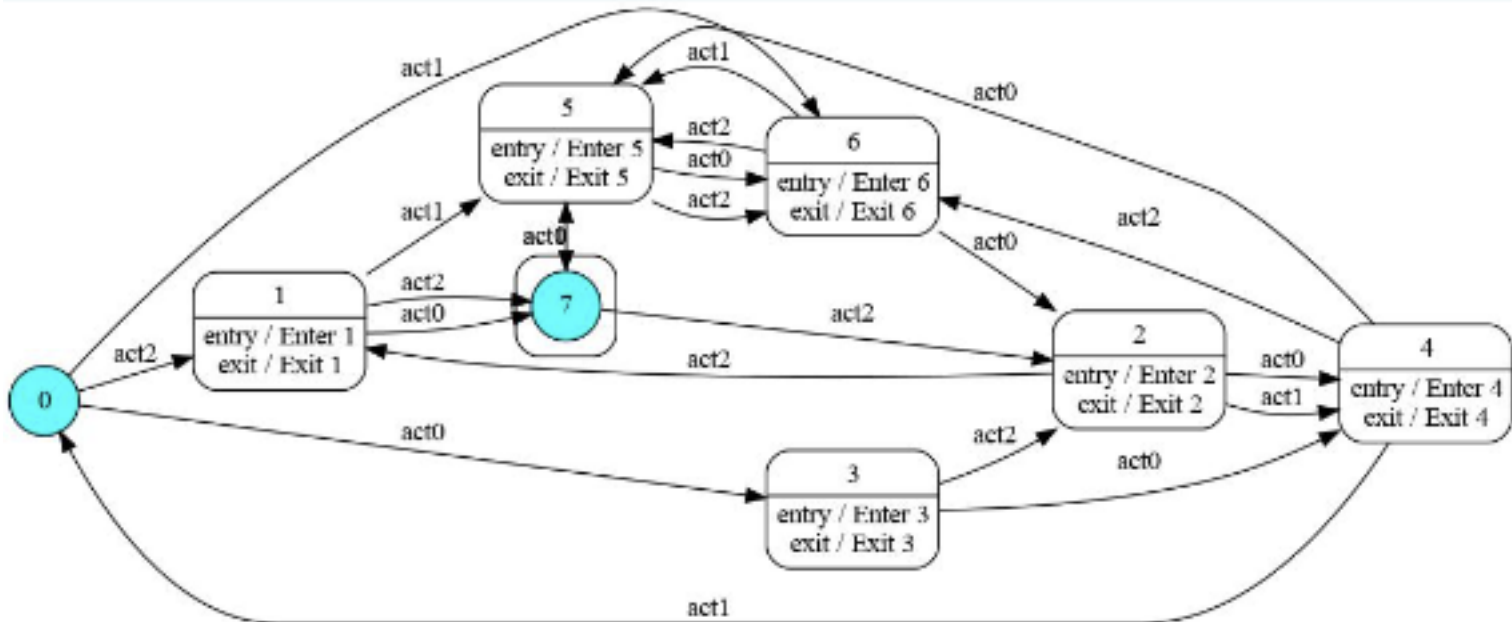 act1
act1
act0
5
entry / Enter 5
exit / Exit 5
act2
act0
act2
6
entry / Enter 6
exit / Exit 6
act2
act1
act0
act0
1
entry / Enter 1
exit / Exit 1
act2
act0
7
act2
2
entry / Enter 2
exit / Exit 2
act0
act1
4
entry / Enter 4
exit / Exit 4
act2
act2
0
act0
act2
act0
3
entry / Enter 3
exit / Exit 3
act1